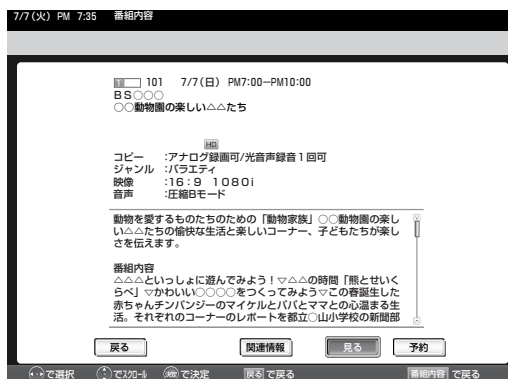 7/7(火) PM 7:35 番組内容
101 7/7(日) PM7:00−PM10:00
BS○○○
○○動物園の楽しい△△たち
HD
コピー :アナログ録画可/光音声録音1回可
ジャンル :バラエティ
映像 :16:9 1080i
音声 :圧縮Bモード
動物を愛するものたちのための「動物家族」○○動物園の楽し
い△△たちの愉快な生活と楽しいコーナー、子どもたちが楽し
さを伝えます。
番組内容
△△△といっしょに遊んでみよう!▽△△の時間「熊とせいく
らべ」▽かわいい○○○○をつくってみよう▽この春誕生した
赤ちゃんチンパンジーのマイケルとパパとママとの心温まる生
活。それぞれのコーナーのレポートを都立○山小学校の新聞部
戻る 関連情報 見る 予約
で選択 でスクロール 決定 で決定 戻る で戻る 番組内容 で戻る